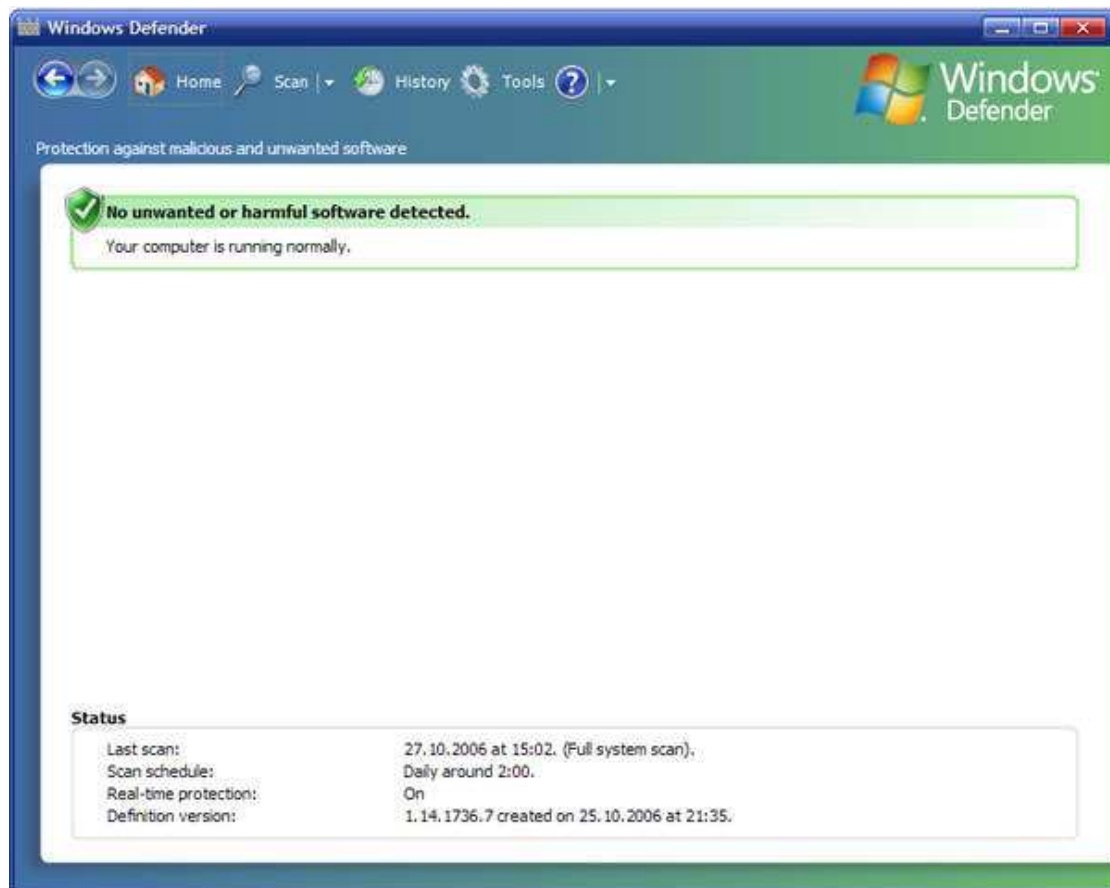 Windows Defender
Home Scan History Tools ?
Windows
Defender
Protection against malicious and unwanted software
No unwanted or harmful software detected.
Your computer is running normally.
Status
Last scan: 27.10.2006 at 15:02. (Full system scan).
Scan schedule: Daily around 2:00.
Real-time protection: On
Definition version: 1.14.1736.7 created on 25.10.2006 at 21:35.